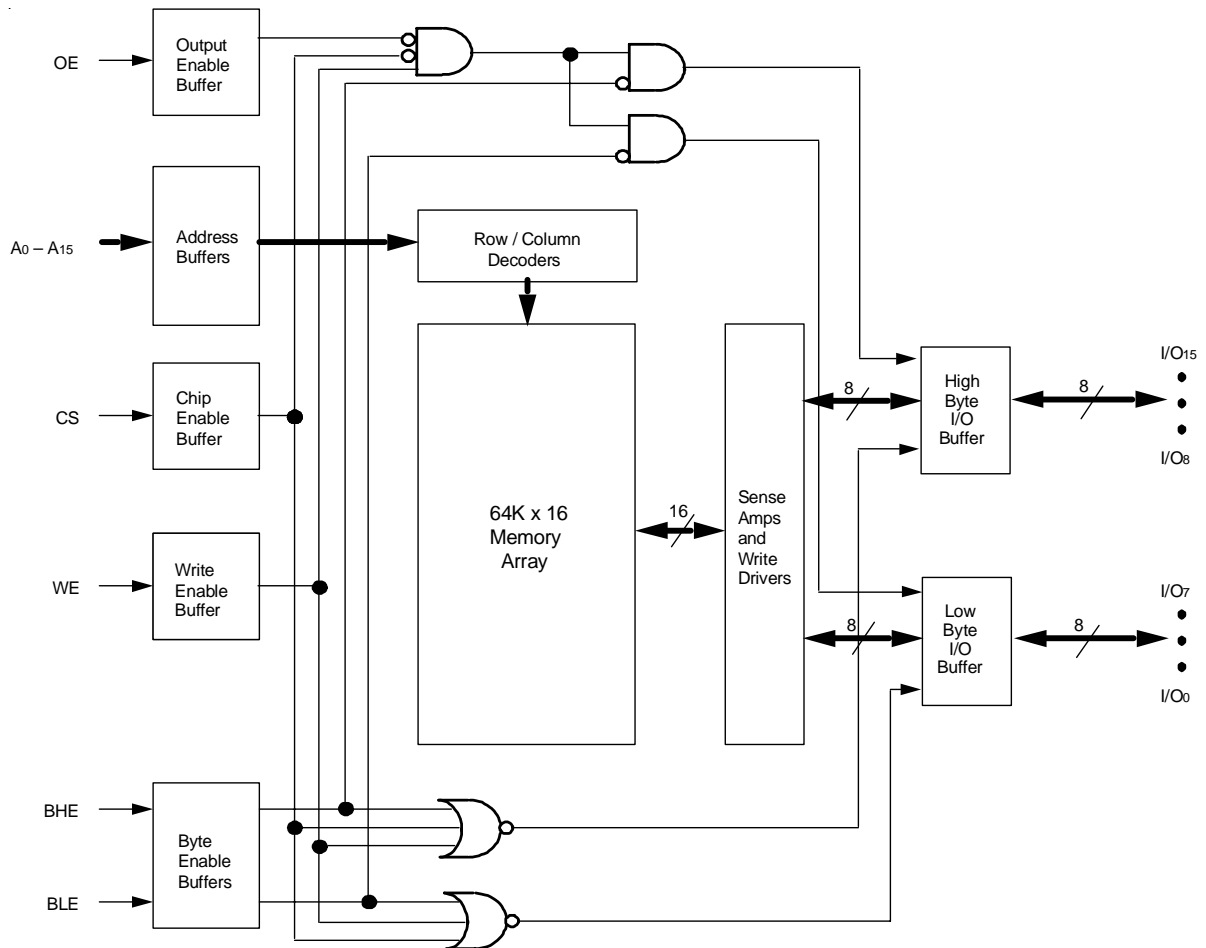 OE
Output
Enable
Buffer
A0 – A15
Address
Buffers
Row / Column
Decoders
CS
Chip
Enable
Buffer
WE
Write
Enable
Buffer
64K x 16
Memory
Array
16
Sense
Amps
and
Write
Drivers
8
High
Byte
I/O
Buffer
8
I/O15
I/O8
8
Low
Byte
I/O
Buffer
8
I/O7
I/O0
BHE
BLE
Byte
Enable
Buffers